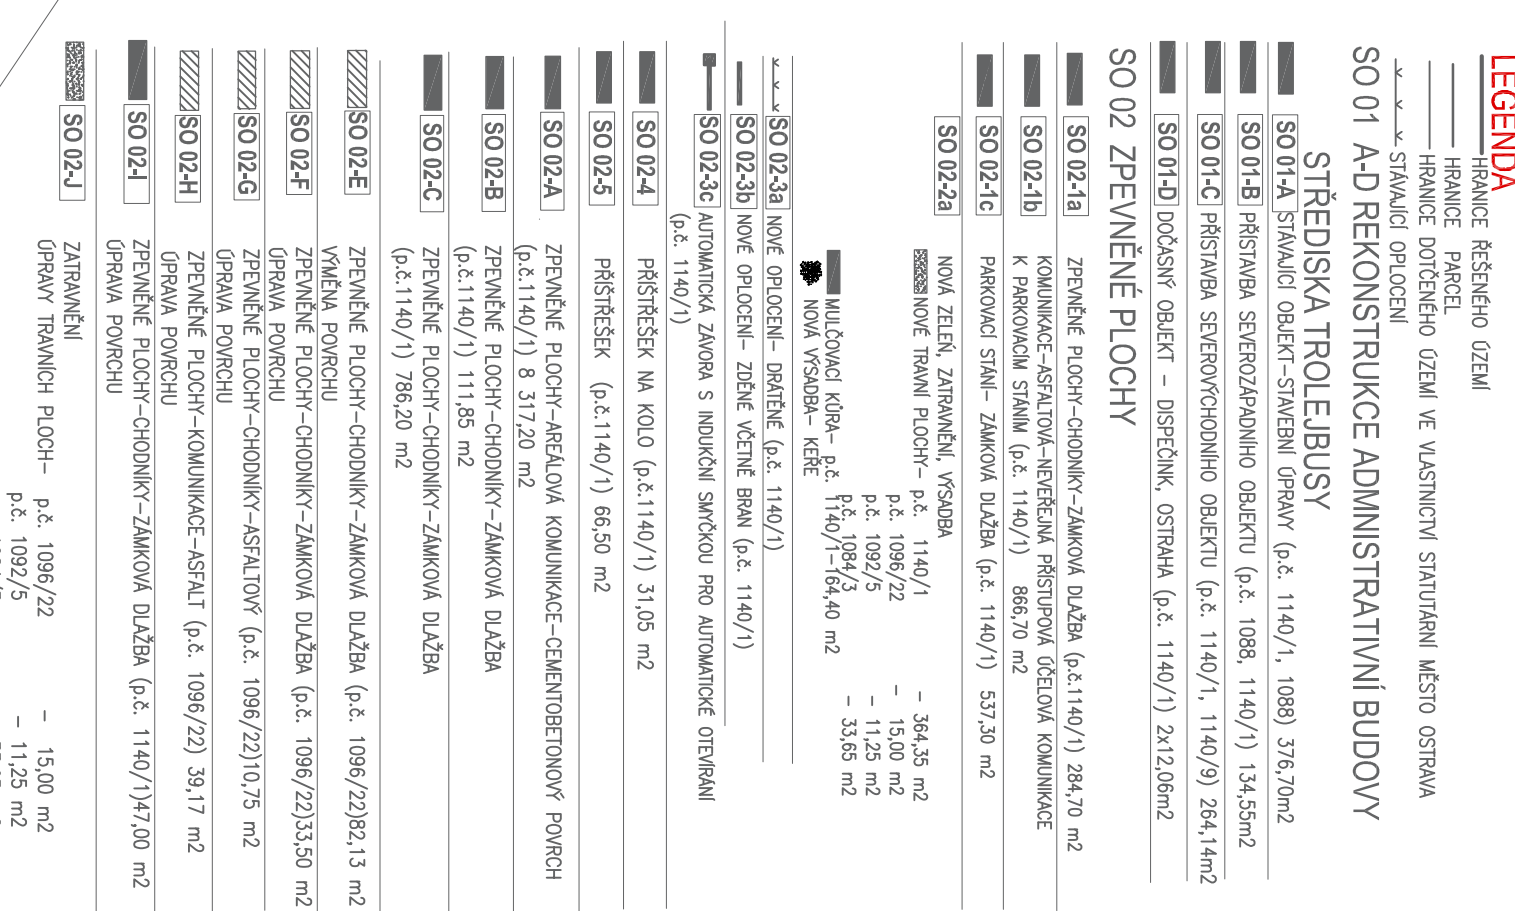 LEGENDA
HRANICE ŘEŠENÉHO ÚZEMÍ
HRANICE PARCEL
HRANICE DOTČENÉHO ÚZEMÍ VE VLASTNICTVÍ STATUTÁRNÍ MĚSTO OSTRAVA
STÁVAJÍCÍ OPLOCENÍ
SO 01 A-D REKONSTRUKCE ADMNISTRATIVNÍ BUDOVY
STŘEDISKA TROLEJBUSY
SO 01-A STÁVAJÍCÍ OBJEKT-STAVEBNÍ ÚPRAVY (p.č. 1140/1, 1088) 376,70m2
SO 01-B PŘÍSTAVBA SEVEROZÁPADNÍHO OBJEKTU (p.č. 1088, 1140/1) 134,55m2
SO 01-C PŘÍSTAVBA SEVEROVÝCHODNÍHO OBJEKTU (p.č. 1140/1, 1140/9) 264,14m2
SO 01-D DOČASNÝ OBJEKT - DISPEČINK, OSTRAHA (p.č. 1140/1) 2x12,06m2
SO 02 ZPEVNĚNÉ PLOCHY
SO 02-1a ZPEVNĚNÉ PLOCHY-CHODNÍKY-ZÁMKOVÁ DLAŽBA (p.č.1140/1) 284,70 m2
SO 02-1b KOMUNIKACE-ASFALTOVÁ-NEVEŘEJNÁ PŘÍSTUPOVÁ ÚČELOVÁ KOMUNIKACE
K PARKOVACÍM STÁNÍM (p.č. 1140/1) 866,70 m2
SO 02-1c PARKOVACÍ STÁNÍ- ZÁMKOVÁ DLAŽBA (p.č. 1140/1) 537,30 m2
SO 02-2a NOVÁ ZELEŇ, ZATRAVNĚNÍ, VÝSADBA
NOVÉ TRAVNÍ PLOCHY- p.č. 1140/1 - 364,35 m2
p.č. 1096/22 - 15,00 m2
p.č. 1092/5 - 11,25 m2
p.č. 1084/3 - 33,65 m2
MULČOVACÍ KŮRA- p.č. 1140/1-164,40 m2
NOVÁ VÝSADBA- KEŘE
SO 02-3a NOVÉ OPLOCENÍ- DRÁTĚNÉ (p.č. 1140/1)
SO 02-3b NOVÉ OPLOCENÍ- ZDĚNÉ VČETNĚ BRAN (p.č. 1140/1)
SO 02-3c AUTOMATICKÁ ZÁVORA S INDUKČNÍ SMYČKOU PRO AUTOMATICKÉ OTEVÍRÁNÍ
(p.č. 1140/1)
SO 02-4 PŘÍSTŘEŠEK NA KOLO (p.č.1140/1) 31,05 m2
SO 02-5 PŘÍSTŘEŠEK (p.č.1140/1) 66,50 m2
SO 02-A ZPEVNĚNÉ PLOCHY-AREÁLOVÁ KOMUNIKACE-CEMENTOBETONOVÝ POVRCH
(p.č.1140/1) 8 317,20 m2
SO 02-B ZPEVNĚNÉ PLOCHY-CHODNÍKY-ZÁMKOVÁ DLAŽBA
(p.č.1140/1) 111,85 m2
SO 02-C ZPEVNĚNÉ PLOCHY-CHODNÍKY-ZÁMKOVÁ DLAŽBA
(p.č.1140/1) 786,20 m2
SO 02-E ZPEVNĚNÉ PLOCHY-CHODNÍKY-ZÁMKOVÁ DLAŽBA (p.č. 1096/22)82,13 m2
VÝMĚNA POVRCHU
SO 02-F ZPEVNĚNÉ PLOCHY-CHODNÍKY-ZÁMKOVÁ DLAŽBA (p.č. 1096/22)33,50 m2
ÚPRAVA POVRCHU
SO 02-G ZPEVNĚNÉ PLOCHY-CHODNÍKY-ASFALTOVÝ (p.č. 1096/22)10,75 m2
ÚPRAVA POVRCHU
SO 02-H ZPEVNĚNÉ PLOCHY-KOMUNIKACE-ASFALT (p.č. 1096/22) 39,17 m2
ÚPRAVA POVRCHU
SO 02-I ZPEVNĚNÉ PLOCHY-CHODNÍKY-ZÁMKOVÁ DLAŽBA (p.č. 1140/1)47,00 m2
ÚPRAVA POVRCHU
SO 02-J ZATRAVNĚNÍ
ÚPRAVY TRAVNÍCH PLOCH- p.č. 1096/22 - 15,00 m2
p.č. 1092/5 - 11,25 m2